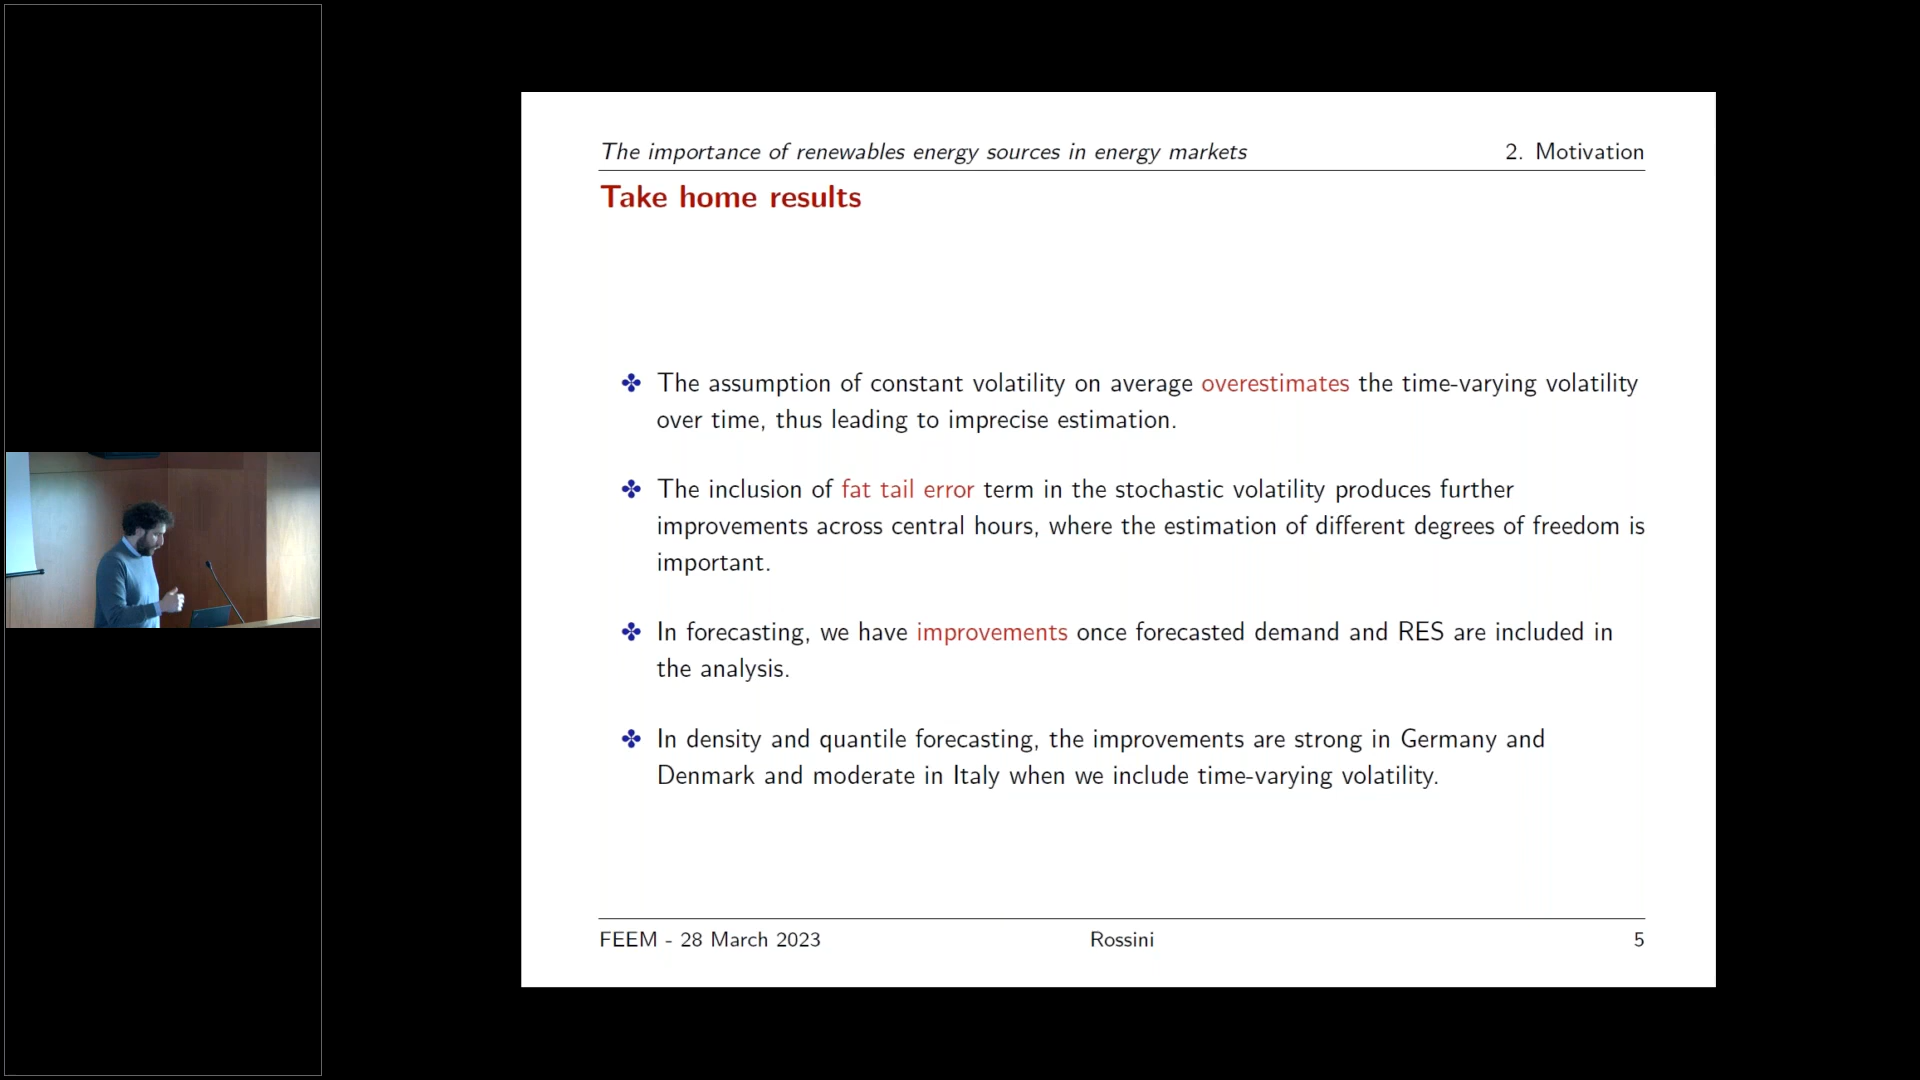 The importance of renewables energy sources in energy markets 2. Motivation
Take home results
The assumption of constant volatility on average overestimates the time-varying volatility
over time, thus leading to imprecise estimation.
The inclusion of fat tail error term in the stochastic volatility produces further
improvements across central hours, where the estimation of different degrees of freedom is
important.
In forecasting, we have improvements once forecasted demand and RES are included in
the analysis.
In density and quantile forecasting, the improvements are strong in Germany and
Denmark and moderate in Italy when we include time-varying volatility.
FEEM - 28 March 2023 Rossini 5